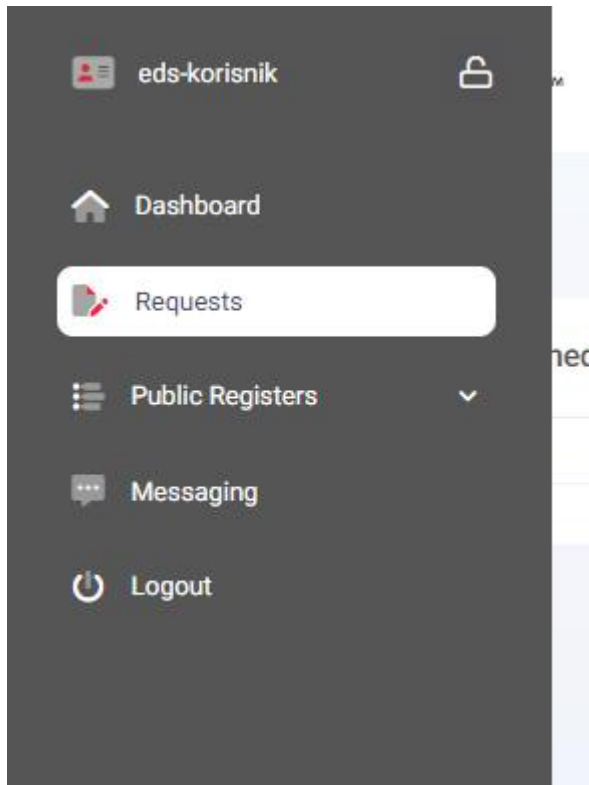 eds-korisnik
Dashboard
Requests
Public Registers
Messaging
Logout